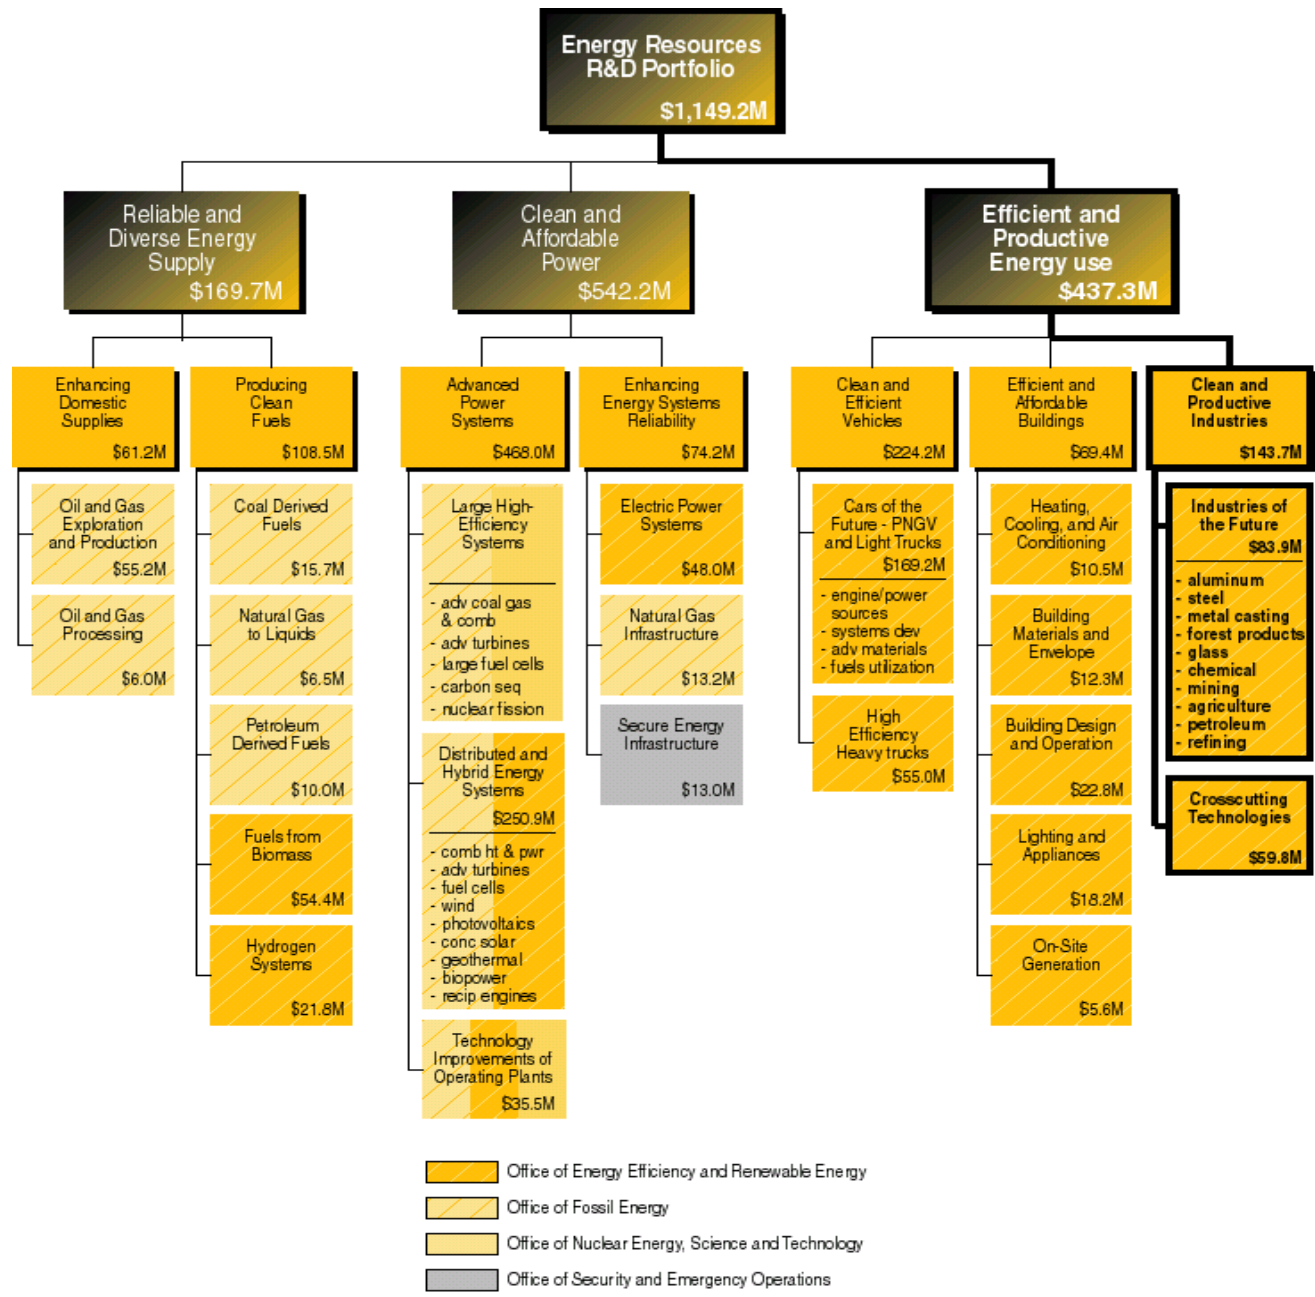 Energy Resources
R&D Portfolio
$1,149.2M
Reliable and
Diverse Energy
Supply
$169.7M
Clean and
Affordable
Power
$542.2M
Efficient and
Productive
Energy use
$437.3M
Enhancing
Domestic
Supplies
$61.2M
Oil and Gas
Exploration
and Production
$55.2M
Oil and Gas
Processing
$6.0M
Producing
Clean
Fuels
$108.5M
Coal Derived
Fuels
$15.7M
Natural Gas
to Liquids
$6.5M
Petroleum
Derived Fuels
$10.0M
Fuels from
Biomass
$54.4M
Hydrogen
Systems
$21.8M
Advanced
Power
Systems
$468.0M
Large High-
Efficiency
Systems
- adv coal gas
& comb
- adv turbines
- large fuel cells
- carbon seq
- nuclear fission
Distributed and
Hybrid Energy
Systems
$250.9M
- comb ht & pwr
- adv turbines
- fuel cells
- wind
- photovoltaics
- conc solar
- geothermal
- biopower
- recip engines
Technology
Improvements of
Operating Plants
$35.5M
Enhancing
Energy Systems
Reliability
$74.2M
Electric Power
Systems
$48.0M
Natural Gas
Infrastructure
$13.2M
Secure Energy
Infrastructure
$13.0M
Clean and
Efficient
Vehicles
$224.2M
Cars of the
Future - PNGV
and Light Trucks
$169.2M
- engine/power
sources
- systems dev
- adv materials
- fuels utilization
High
Efficiency
Heavy trucks
$55.0M
Efficient and
Affordable
Buildings
$69.4M
Heating,
Cooling, and Air
Conditioning
$10.5M
Building
Materials and
Envelope
$12.3M
Building Design
and Operation
$22.8M
Lighting and
Appliances
$18.2M
On-Site
Generation
$5.6M
Clean and
Productive
Industries
$143.7M
Industries of
the Future
$83.9M
- aluminum
- steel
- metal casting
- forest products
- glass
- chemical
- mining
- agriculture
- petroleum
- refining
Crosscutting
Technologies
$59.8M
Office of Energy Efficiency and Renewable Energy
Office of Fossil Energy
Office of Nuclear Energy, Science and Technology
Office of Security and Emergency Operations